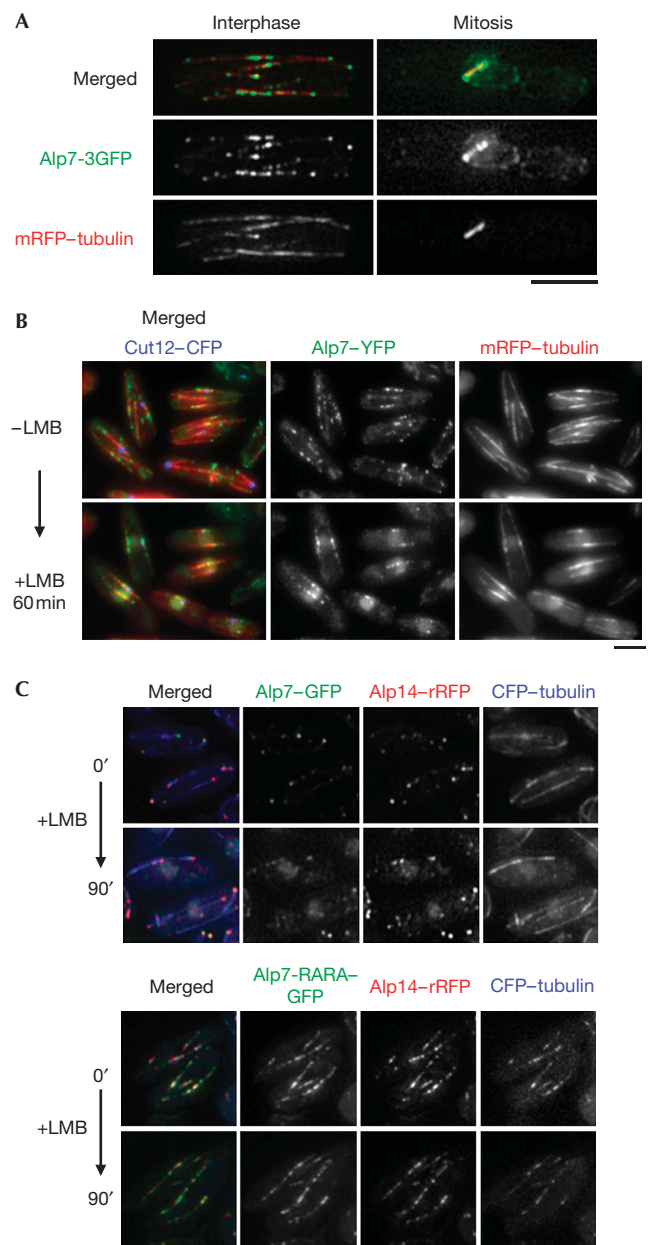 A
Interphase
Mitosis
Merged
Alp7-3GFP
mRFP–tubulin
B
Merged
Cut12–CFP
Alp7–YFP
mRFP–tubulin
–LMB
+LMB
60 min
C
Merged
Alp7–GFP
Alp14–rRFP
CFP–tubulin
0′
+LMB
90′
Merged
Alp7-RARA–
GFP
Alp14–rRFP
CFP–tubulin
0′
+LMB
90′